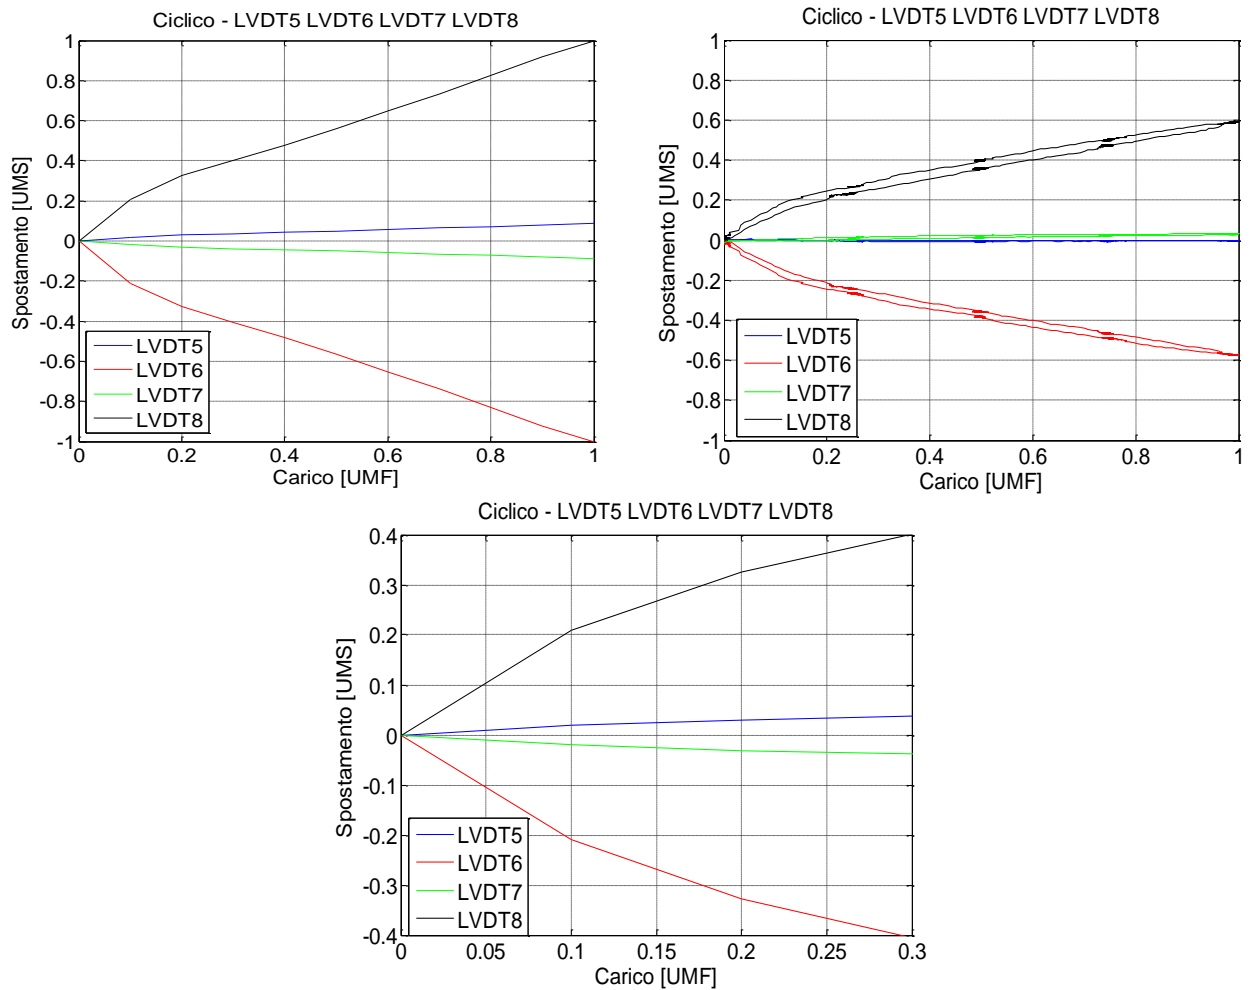 Ciclico - LVDT5 LVDT6 LVDT7 LVDT8
1
0.8
0.6
0.4
0.2
0
-0.2
-0.4
-0.6
-0.8
-1
Spostamento [UMS]
LVDT5
LVDT6
LVDT7
LVDT8
0 0.2 0.4 0.6 0.8 1
Carico [UMF]
Ciclico - LVDT5 LVDT6 LVDT7 LVDT8
1
0.8
0.6
0.4
0.2
0
-0.2
-0.4
-0.6
-0.8
-1
Spostamento [UMS]
LVDT5
LVDT6
LVDT7
LVDT8
0 0.2 0.4 0.6 0.8 1
Carico [UMF]
Ciclico - LVDT5 LVDT6 LVDT7 LVDT8
0.4
0.3
0.2
0.1
0
-0.1
-0.2
-0.3
-0.4
Spostamento [UMS]
LVDT5
LVDT6
LVDT7
LVDT8
0 0.05 0.1 0.15 0.2 0.25 0.3
Carico [UMF]